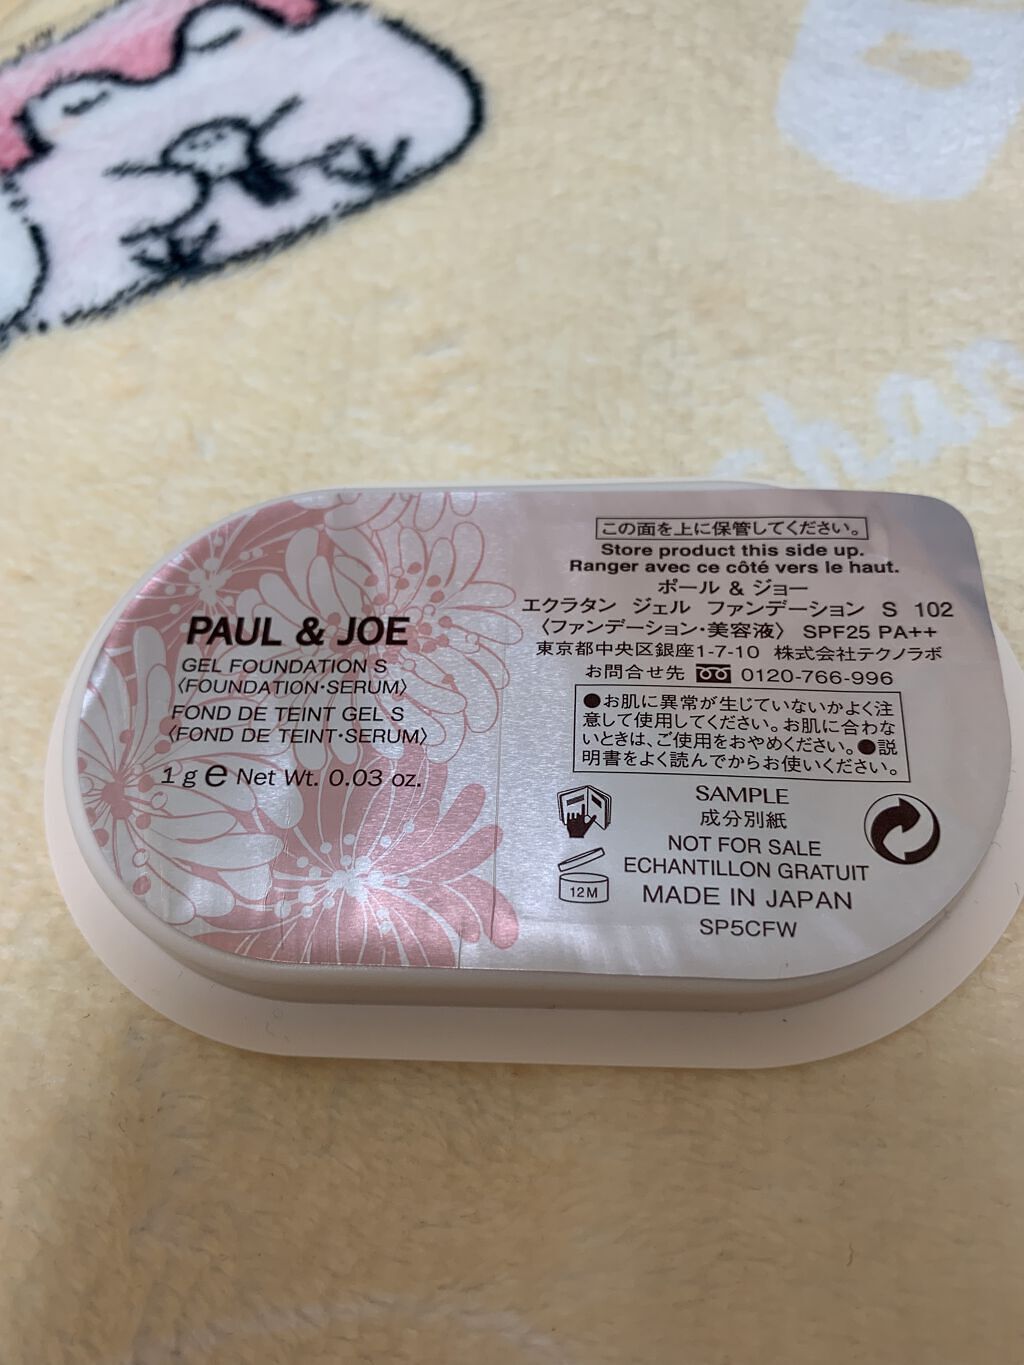 PAUL & JOE
GEL FOUNDATION S
〈FOUNDATION・SERUM〉
FOND DE TEINT GEL S
〈FOND DE TEINT・SERUM〉
1 g ℮ Net Wt. 0.03 oz.
この面を上に保管してください。
Store product this side up.
Ranger avec ce côté vers le haut.
ポール & ジョー
エクラタン ジェル ファンデーション S 102
〈ファンデーション・美容液〉 SPF25 PA++
東京都中央区銀座1-7-10 株式会社テクノラボ
お問合せ先 0120-766-996
●お肌に異常が生じていないかよく注
意して使用してください。お肌に合わな
いときは、ご使用をおやめください。●説
明書をよく読んでからお使いください。
SAMPLE
成分別紙
NOT FOR SALE
ECHANTILLON GRATUIT
12M
MADE IN JAPAN
SP5CFW